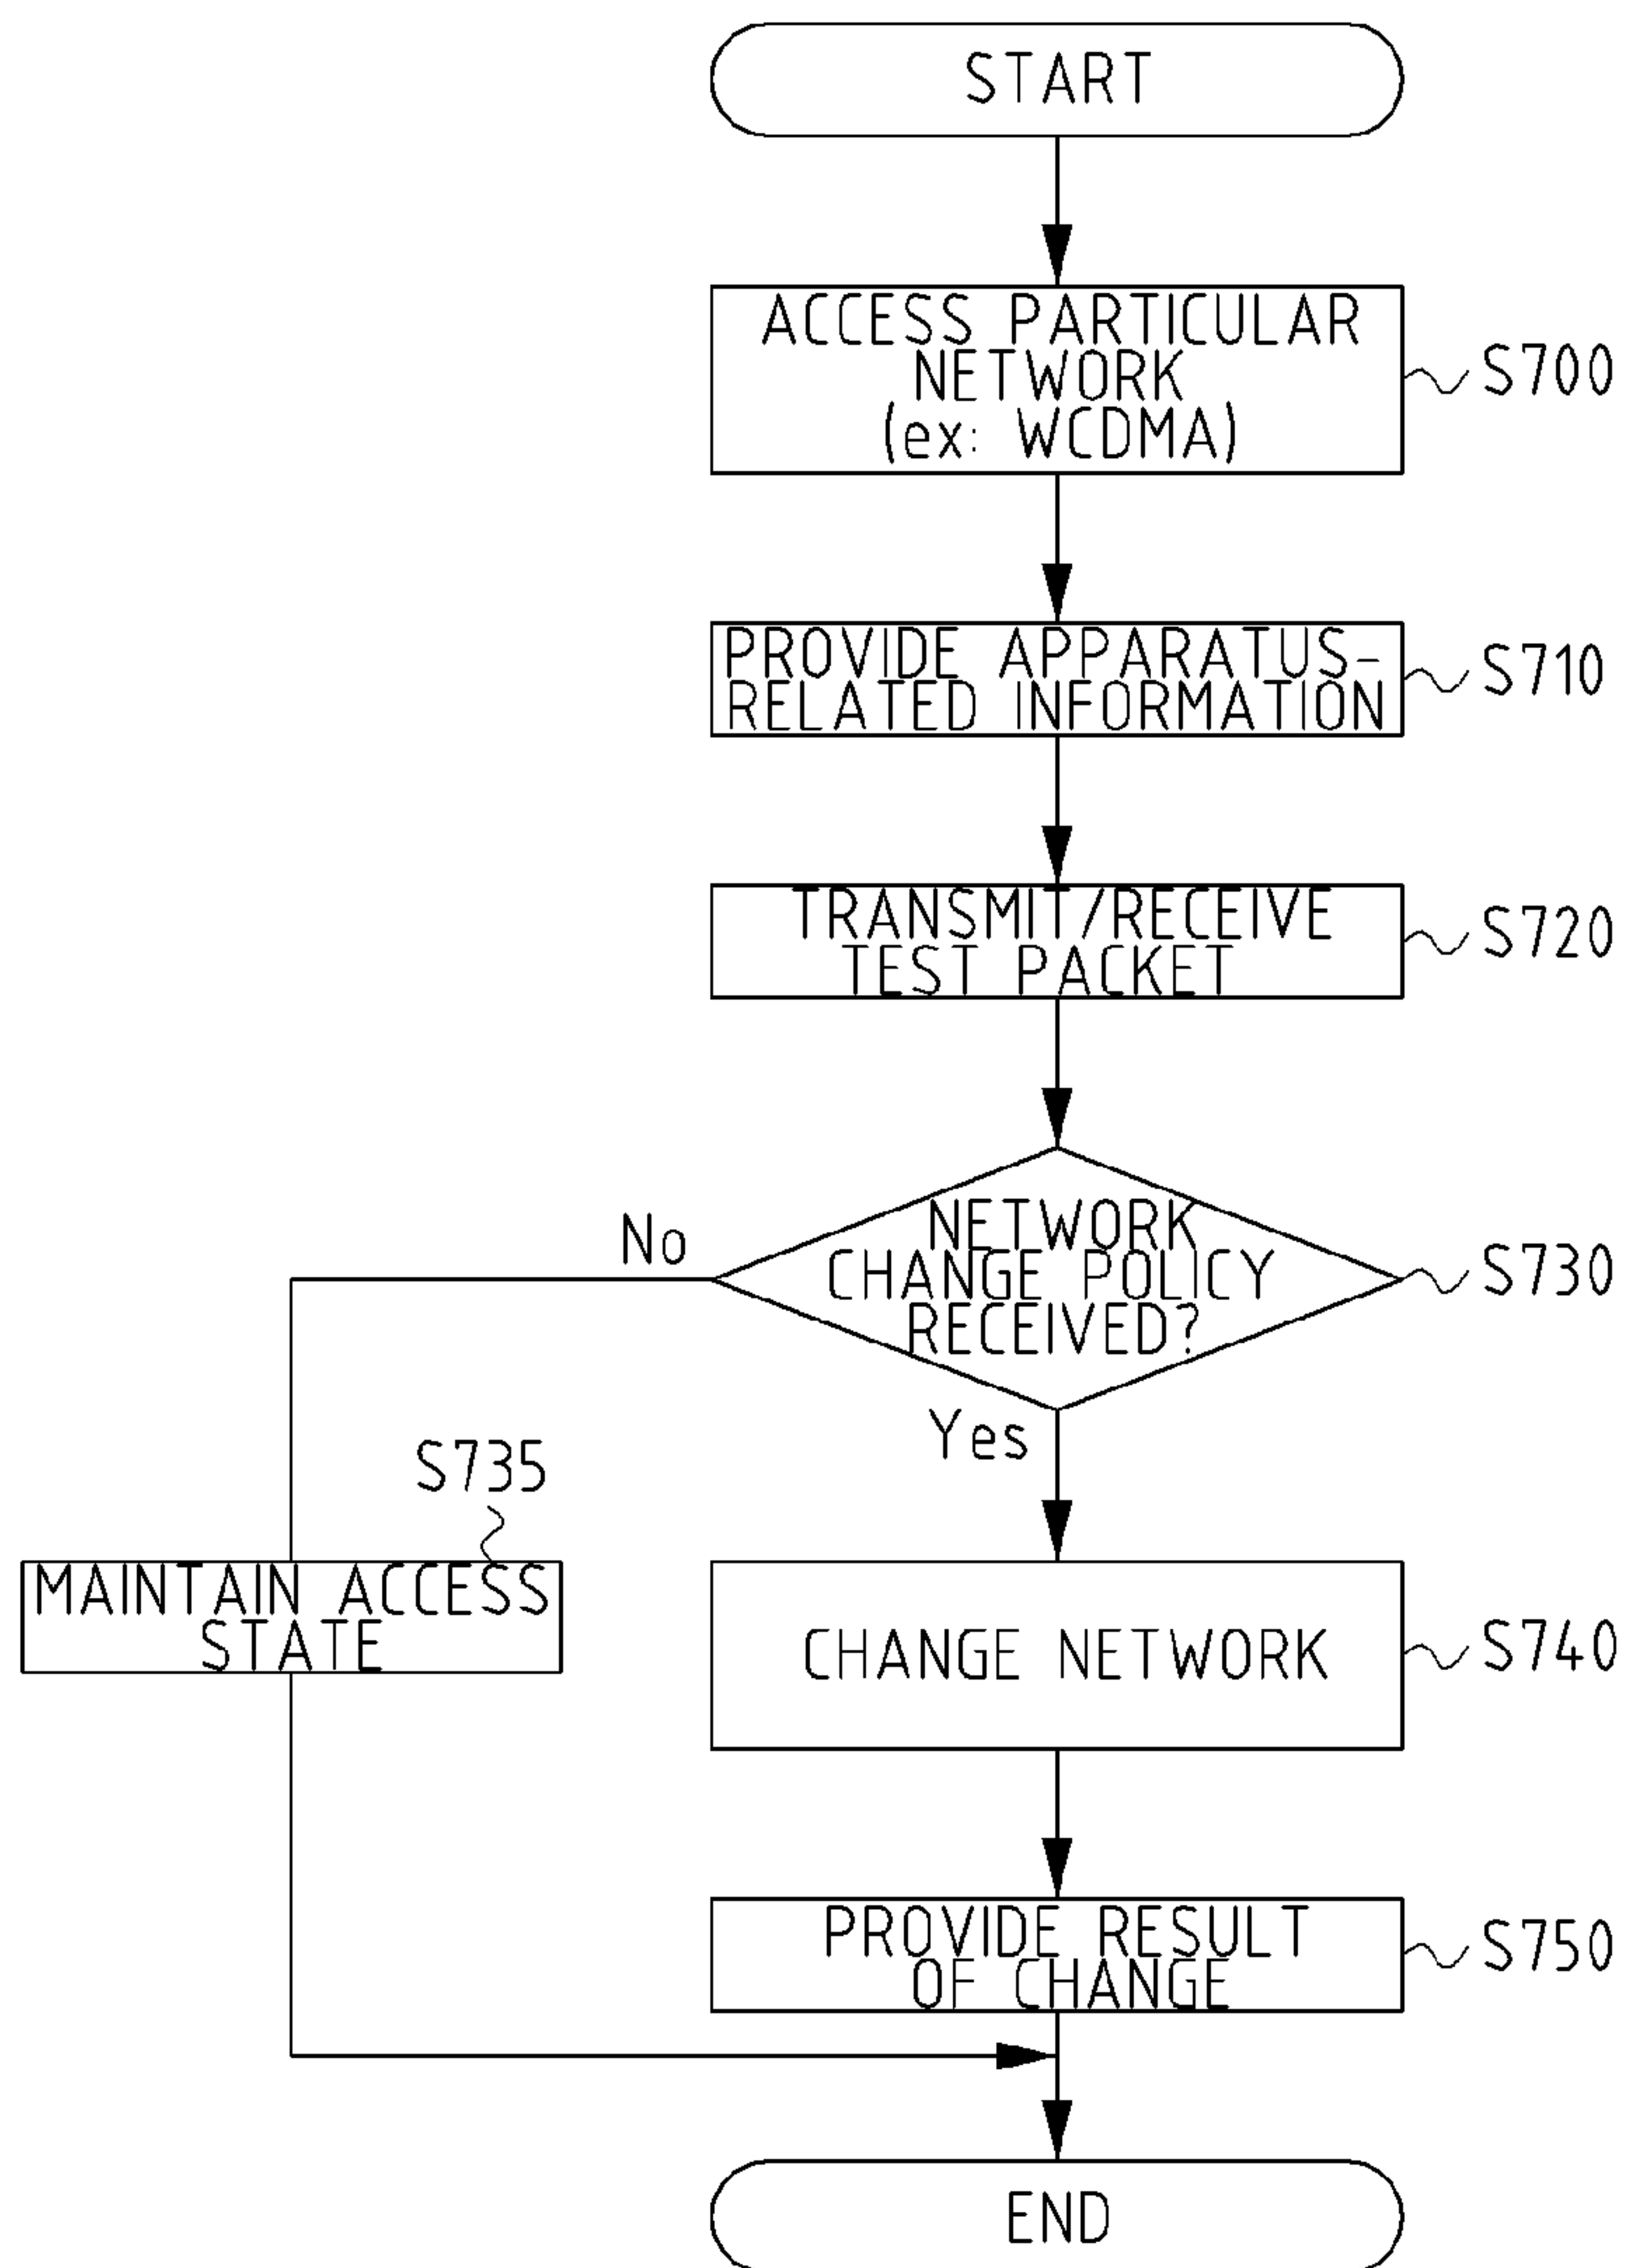 START
ACCESS PARTICULAR
NETWORK
(ex: WCDMA)
S700
PROVIDE APPARATUS-
RELATED INFORMATION
S710
TRANSMIT/RECEIVE
TEST PACKET
S720
NETWORK
CHANGE POLICY
RECEIVED?
S730
No
Yes
S735
MAINTAIN ACCESS
STATE
CHANGE NETWORK
S740
PROVIDE RESULT
OF CHANGE
S750
END